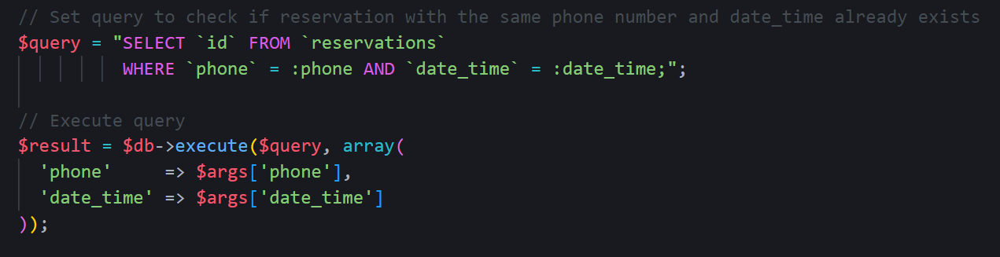 // Set query to check if reservation with the same phone number and date_time already exists
$query = "SELECT `id` FROM `reservations`
WHERE `phone` = :phone AND `date_time` = :date_time;";
// Execute query
$result = $db->execute($query, array(
'phone'     => $args['phone'],
'date_time' => $args['date_time']
));